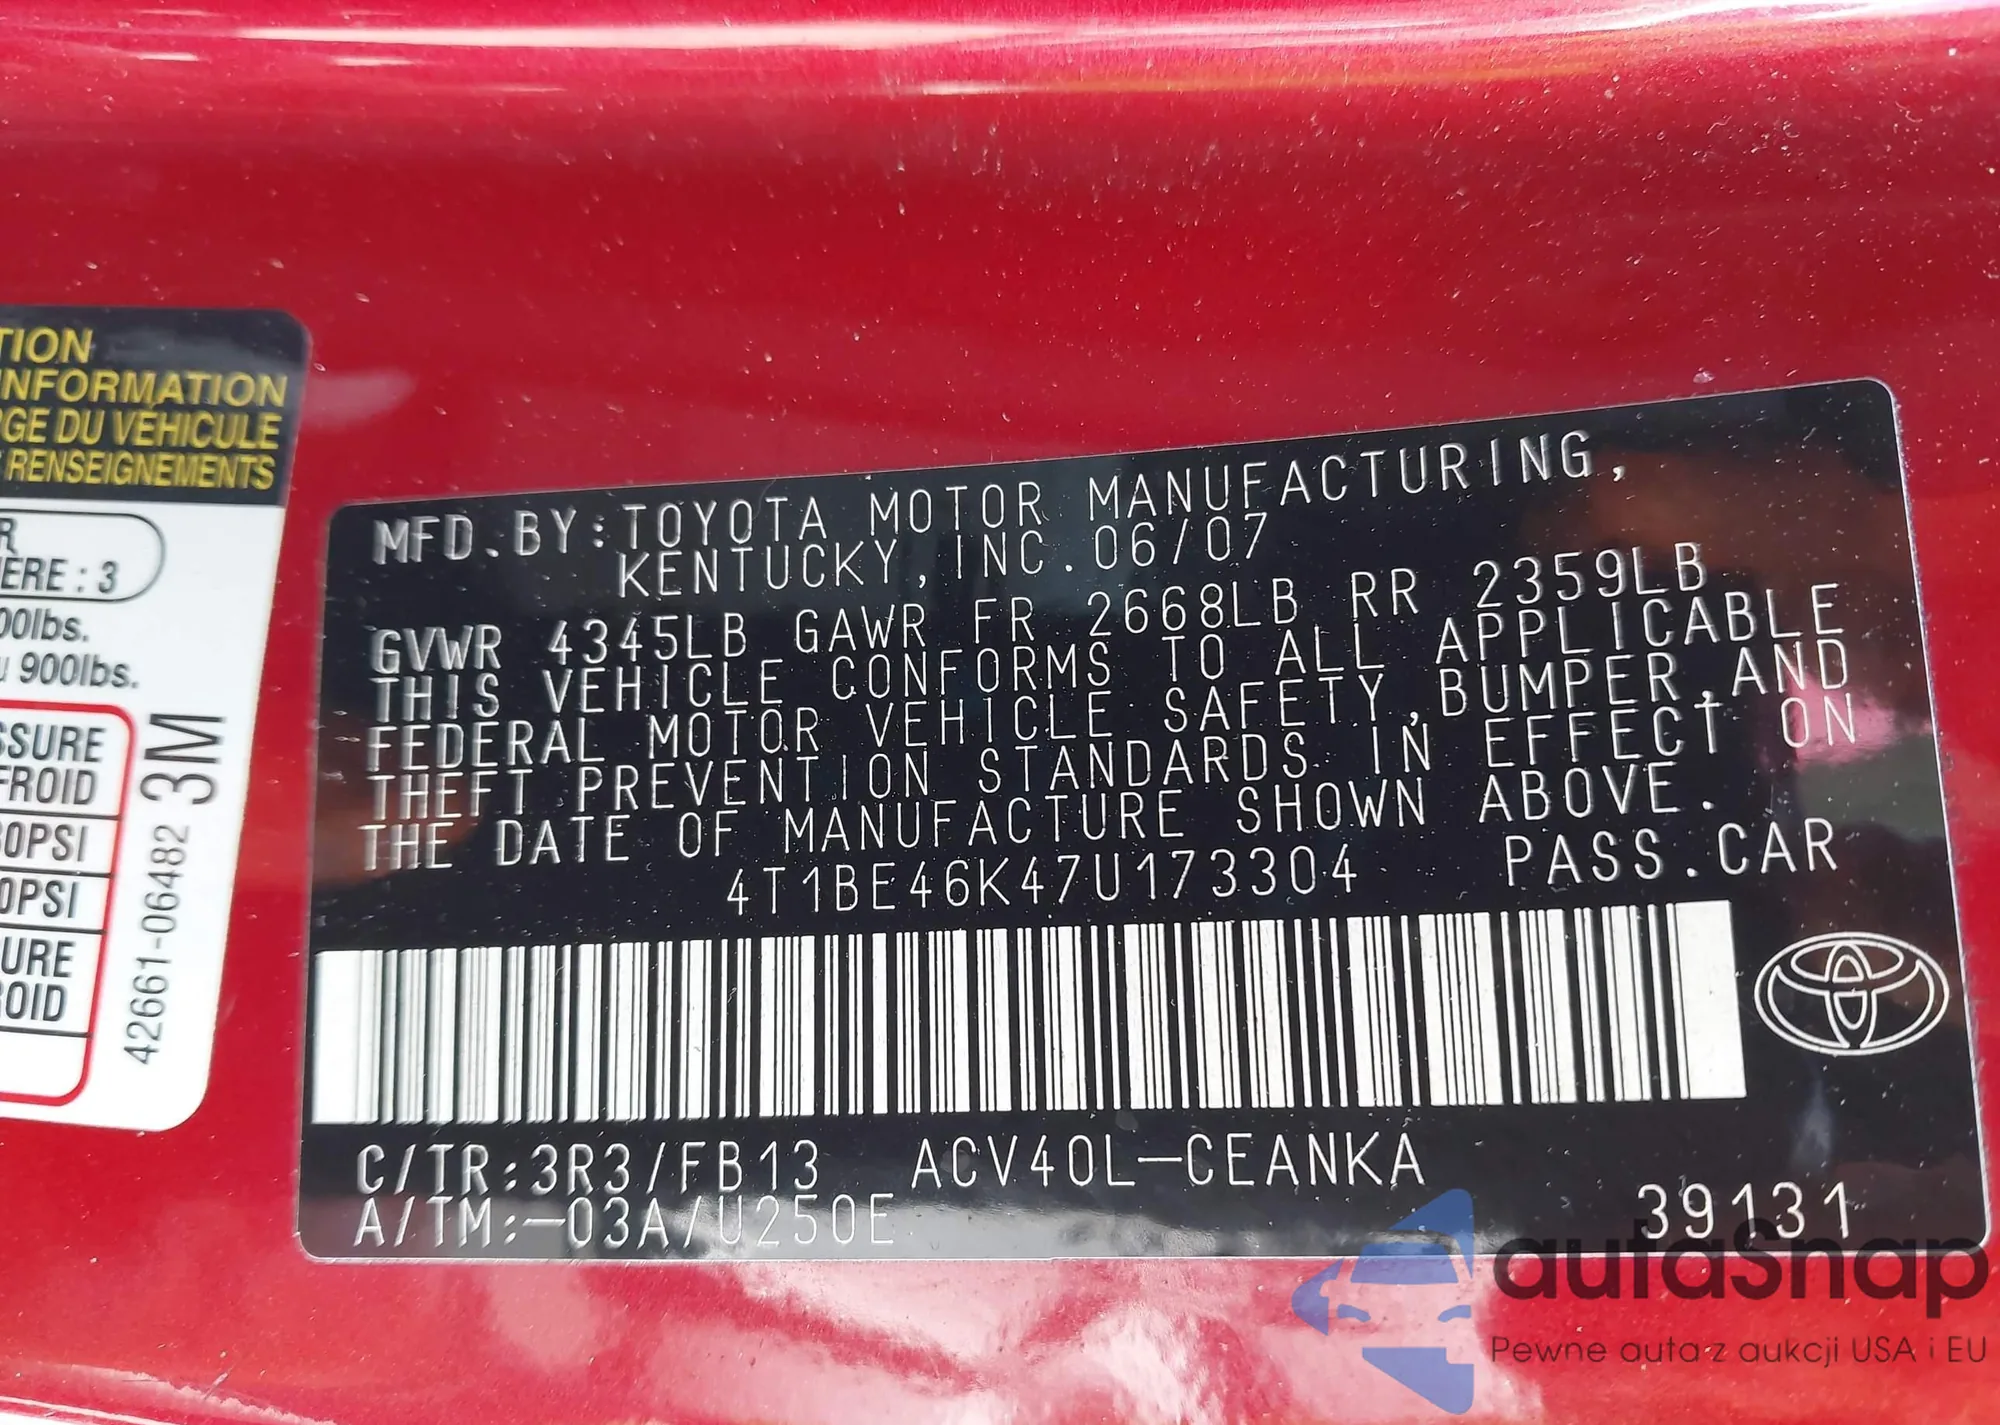 TION
INFORMATION
RGE DU VÉHICULE
RENSEIGNEMENTS
R
ERE : 3
00lbs.
900lbs.
SSURE
FROID
30PSI
0PSI
URE
ROID
42661-06482 3M
MFD.BY:TOYOTA MOTOR MANUFACTURING,
KENTUCKY,INC.06/07
GVWR 4345LB GAWR FR 2668LB RR 2359LB
THIS VEHICLE CONFORMS TO ALL APPLICABLE
FEDERAL MOTOR VEHICLE SAFETY,BUMPER,AND
THEFT PREVENTION STANDARDS IN EFFECT ON
THE DATE OF MANUFACTURE SHOWN ABOVE.
4T1BE46K47U173304 PASS.CAR
C/TR:3R3/FB13 ACV40L-CEANKA
A/TM:-03A/U250E 39131
autaSnap
Pewne auta z aukcji USA i EU